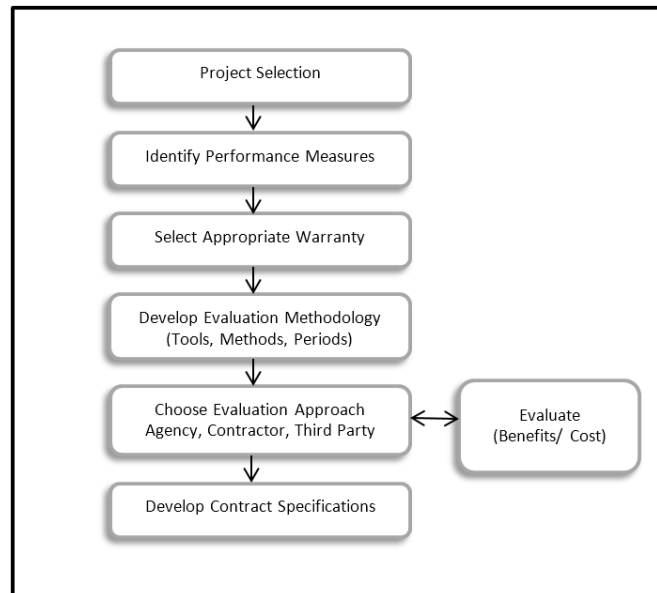 Project Selection
Identify Performance Measures
Select Appropriate Warranty
Develop Evaluation Methodology
(Tools, Methods, Periods)
Choose Evaluation Approach
Agency, Contractor, Third Party
Evaluate
(Benefits/ Cost)
Develop Contract Specifications